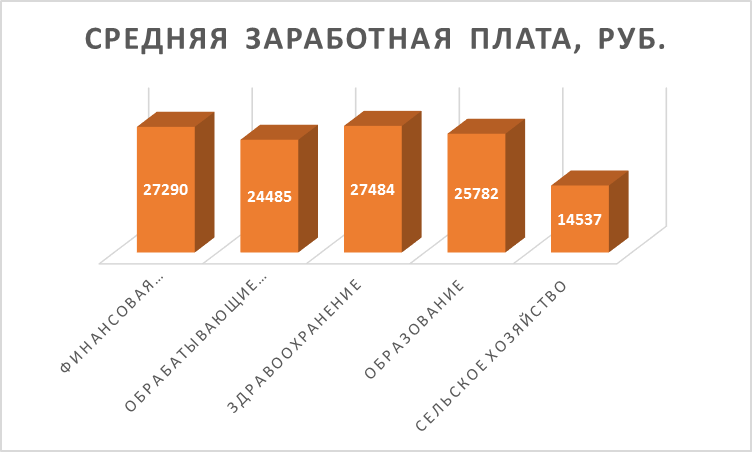 СРЕДНЯЯ ЗАРАБОТНАЯ ПЛАТА, РУБ.
27290
24485
27484
25782
14537
ФИНАНСОВАЯ...
ОБРАБАТЫВАЮЩИЕ...
ЗДРАВООХРАНЕНИЕ
ОБРАЗОВАНИЕ
СЕЛЬСКОЕ ХОЗЯЙСТВО